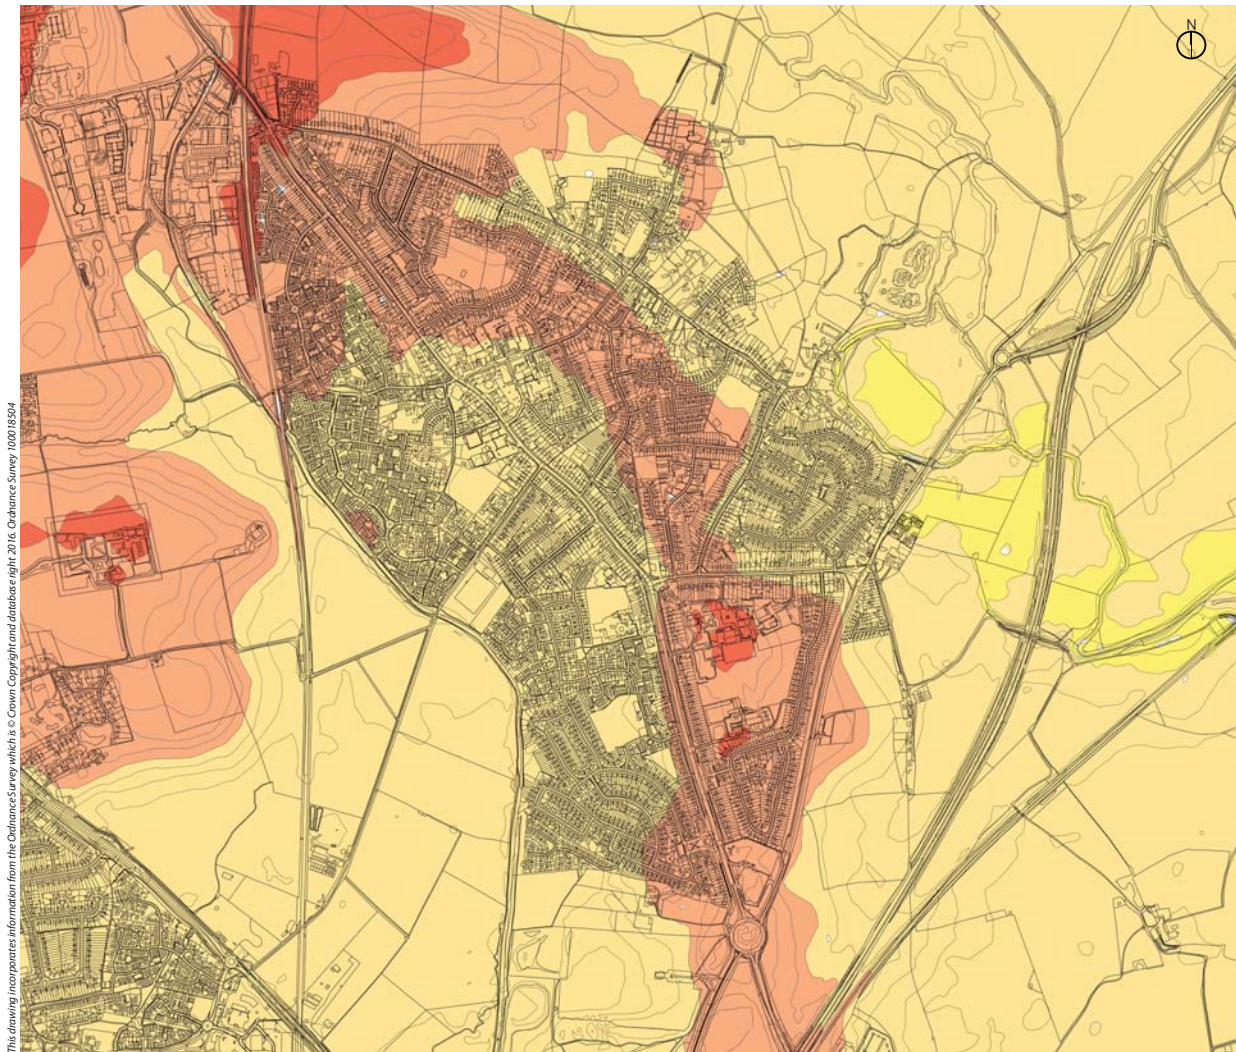 N
This drawing incorporates information from the Ordnance Survey which is © Crown Copyright and database right 2016. Ordnance Survey 100018504